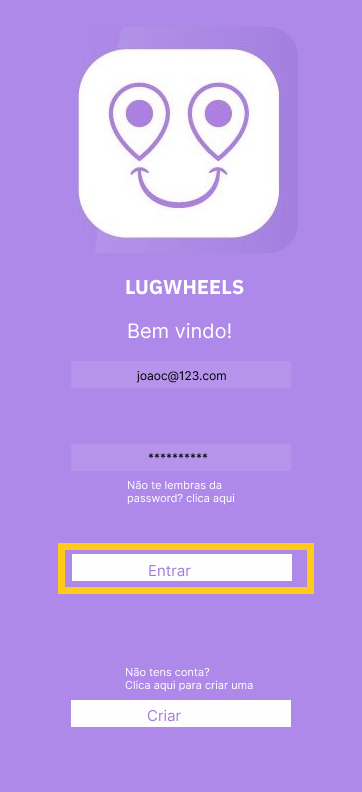 LUGWHEELS
Bem vindo!
joaoc@123.com
**********
Não te lembras da
password? clica aqui
Entrar
Não tens conta?
Clica aqui para criar uma
Criar